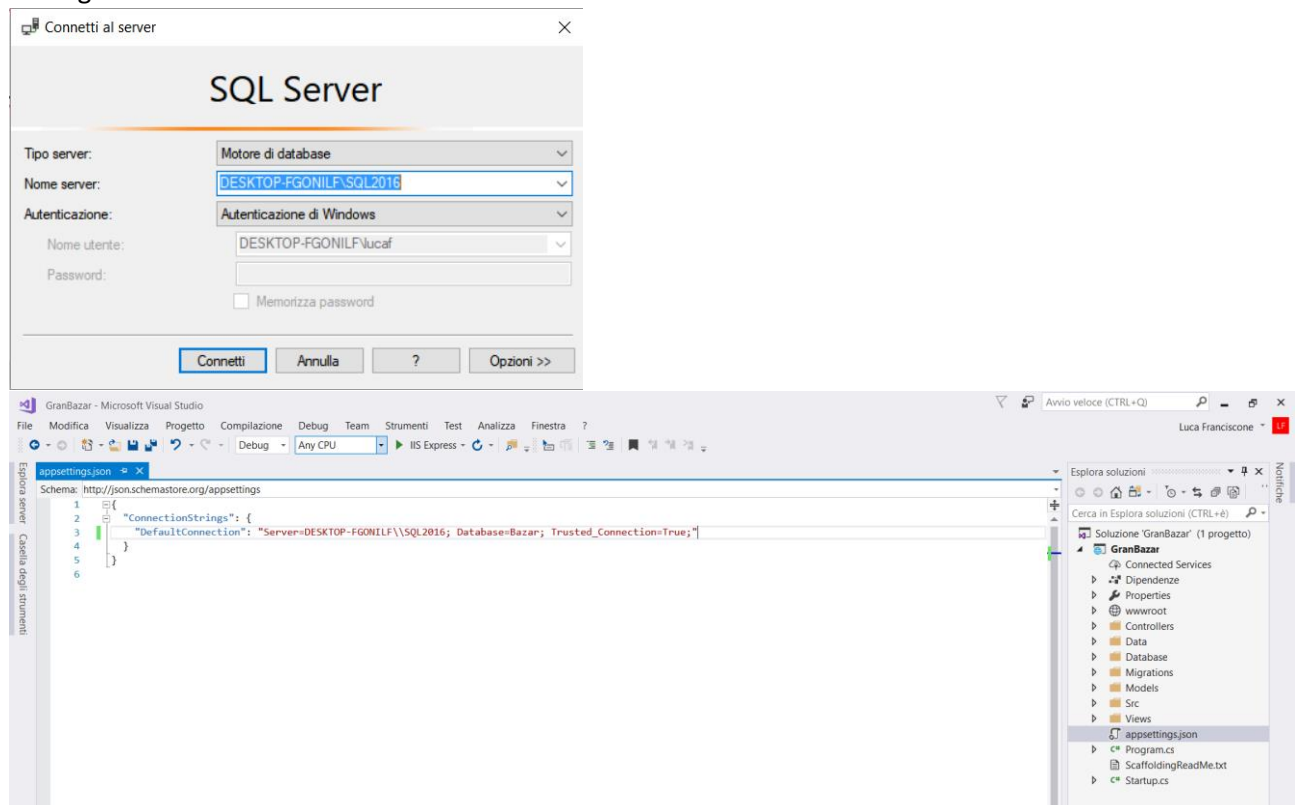 Connetti al server
SQL Server
Tipo server: Motore di database
Nome server: DESKTOP-FGONILF\SQL2016
Autenticazione: Autenticazione di Windows
Nome utente: DESKTOP-FGONILF\lucaf
Password:
Memorizza password
Connetti Annulla ? Opzioni >>
GranBazar - Microsoft Visual Studio Avvio veloce (CTRL+Q)
File Modifica Visualizza Progetto Compilazione Debug Team Strumenti Test Analizza Finestra ? Luca Franciscone LF
Debug Any CPU IIS Express
Esplora server
Casella degli strumenti
appsettings.json
Schema: http://json.schemastore.org/appsettings
1 {
2 "ConnectionStrings": {
3 "DefaultConnection": "Server=DESKTOP-FGONILF\\SQL2016; Database=Bazar; Trusted_Connection=True;"
4 }
5 }
6
Esplora soluzioni
Cerca in Esplora soluzioni (CTRL+è)
Soluzione 'GranBazar' (1 progetto)
GranBazar
Connected Services
Dipendenze
Properties
wwwroot
Controllers
Data
Database
Migrations
Models
Src
Views
appsettings.json
C# Program.cs
ScaffoldingReadMe.txt
C# Startup.cs
Notifiche